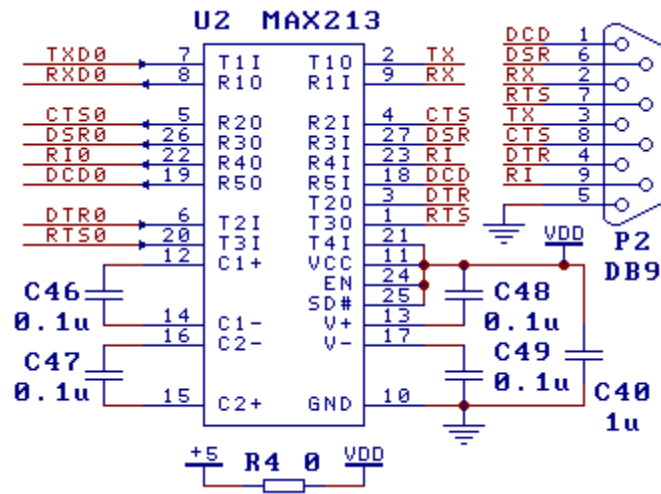 U2 MAX213
TXD0 7 T1I T1O 2 TX
RXD0 8 R1O R1I 9 RX
CTS0 5 R2O R2I 4 CTS
DSR0 26 R3O R3I 27 DSR
RI0 22 R4O R4I 23 RI
DCD0 19 R5O R5I 18 DCD
T2O 3 DTR
DTR0 6 T2I T3O 1 RTS
RTS0 20 T3I T4I 21
12 C1+ VCC 11
EN 24
SD# 25
C46 0.1u
14 C1- V+ 13
16 C2- V- 17
C47 0.1u
15 C2+ GND 10
C48 0.1u
C49 0.1u
C40 1u
VDD
DCD 1
DSR 6
RX 2
RTS 7
TX 3
CTS 8
DTR 4
RI 9
5
P2
DB9
+5 R4 0 VDD